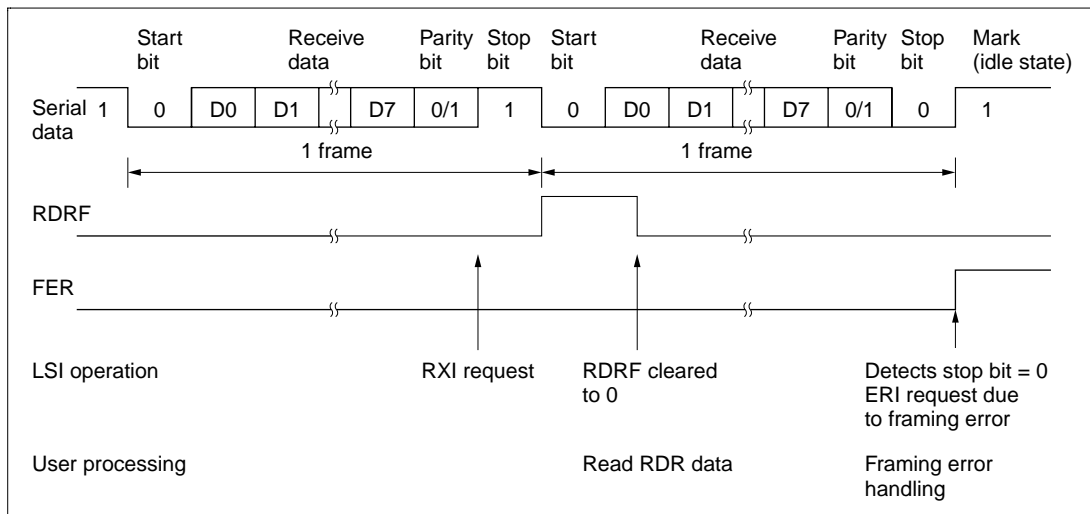 Start bit
Receive data
Parity bit
Stop bit
Start bit
Receive data
Parity bit
Stop bit
Mark (idle state)
Serial data
1 0 D0 D1 D7 0/1 1 0 D0 D1 D7 0/1 0 1
1 frame 1 frame
RDRF
FER
LSI operation
RXI request
RDRF cleared
to 0
Detects stop bit = 0
ERI request due
to framing error
User processing
Read RDR data
Framing error
handling